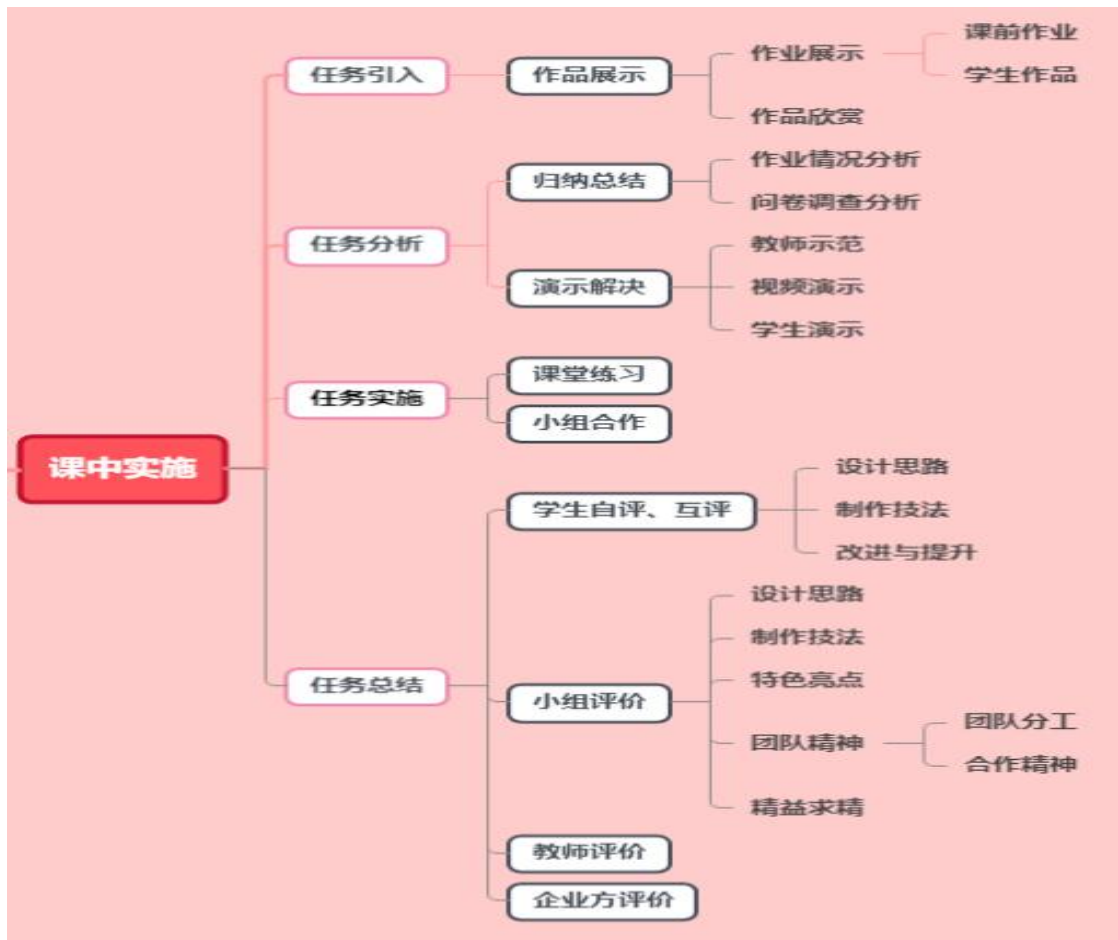 课前作业
作业展示
任务引入
作品展示
学生作品
作品欣赏
作业情况分析
归纳总结
问卷调查分析
任务分析
教师示范
演示解决
视频演示
学生演示
课堂练习
任务实施
小组合作
课中实施
设计思路
学生自评、互评
制作技法
改进与提升
设计思路
制作技法
特色亮点
任务总结
小组评价
团队分工
团队精神
合作精神
精益求精
教师评价
企业方评价